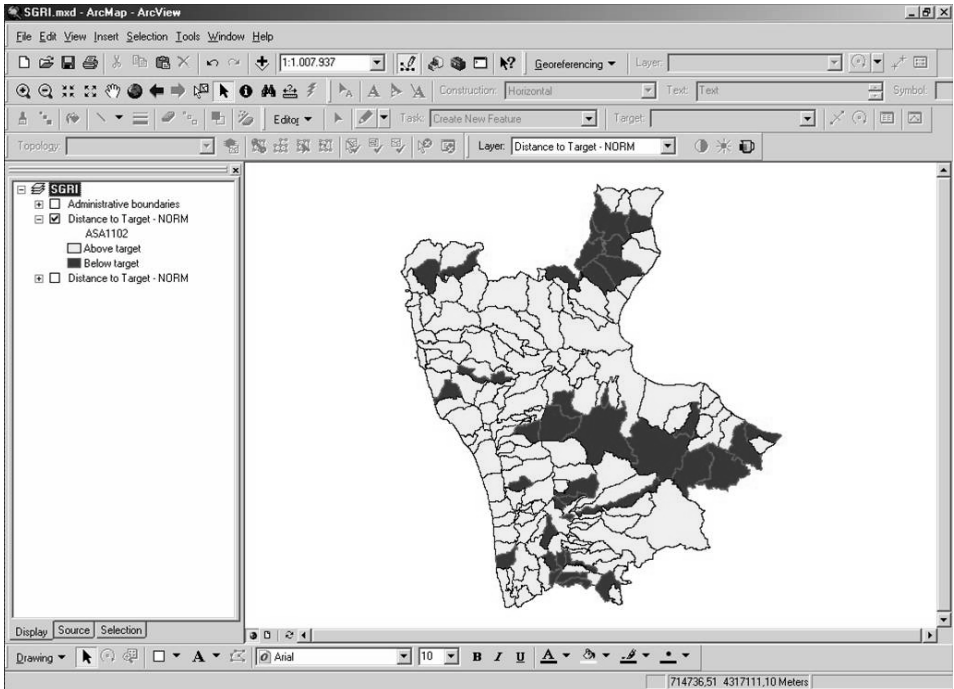 SGRI.mxd - ArcMap - ArcView
File Edit View Insert Selection Tools Window Help
1:1.007.937 Georeferencing Layer:
Construction: Horizontal Text: Text Symbol:
Editor Task: Create New Feature Target:
Topology: Layer: Distance to Target - NORM
SGRI
Administrative boundaries
Distance to Target - NORM
ASA1102
Above target
Below target
Distance to Target - NORM
Display Source Selection
Drawing A Arial 10 B I U A
714736,51 4317111,10 Meters